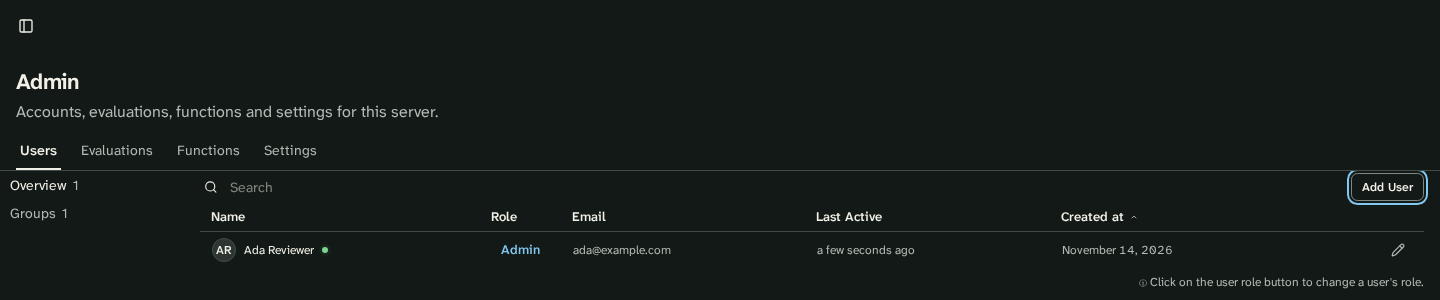 Admin
Accounts, evaluations, functions and settings for this server.
Users Evaluations Functions Settings
Overview 1
Groups 1
Search
Add User
Name Role Email Last Active Created at
AR Ada Reviewer Admin ada@example.com a few seconds ago November 14, 2026
Click on the user role button to change a user's role.